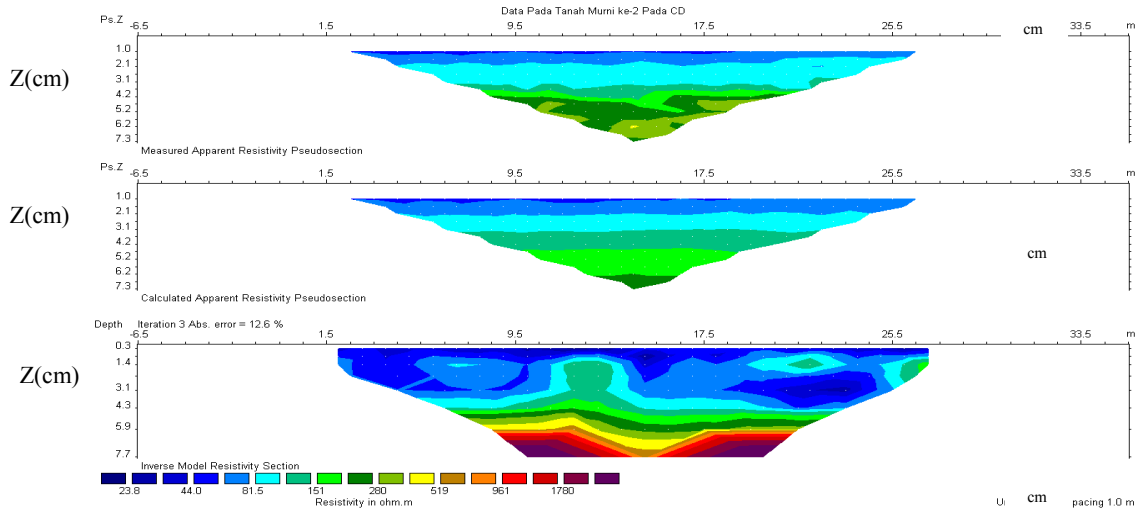 Data Pada Tanah Murni ke-2 Pada CD
Ps.Z
-6.5 1.5 9.5 17.5 25.5 33.5 m
cm
1.0
2.1
3.1
4.2
5.2
6.2
7.3
Z(cm)
Measured Apparent Resistivity Pseudosection
Ps.Z
-6.5 1.5 9.5 17.5 25.5 33.5 m
1.0
2.1
3.1
4.2
5.2
6.2
7.3
Z(cm)
cm
Calculated Apparent Resistivity Pseudosection
Depth Iteration 3 Abs. error = 12.6 %
-6.5 1.5 9.5 17.5 25.5 33.5 m
0.3
1.4
3.1
4.3
5.9
7.7
Z(cm)
Inverse Model Resistivity Section
23.8 44.0 81.5 151 280 519 961 1780
Resistivity in ohm.m
cm pacing 1.0 m